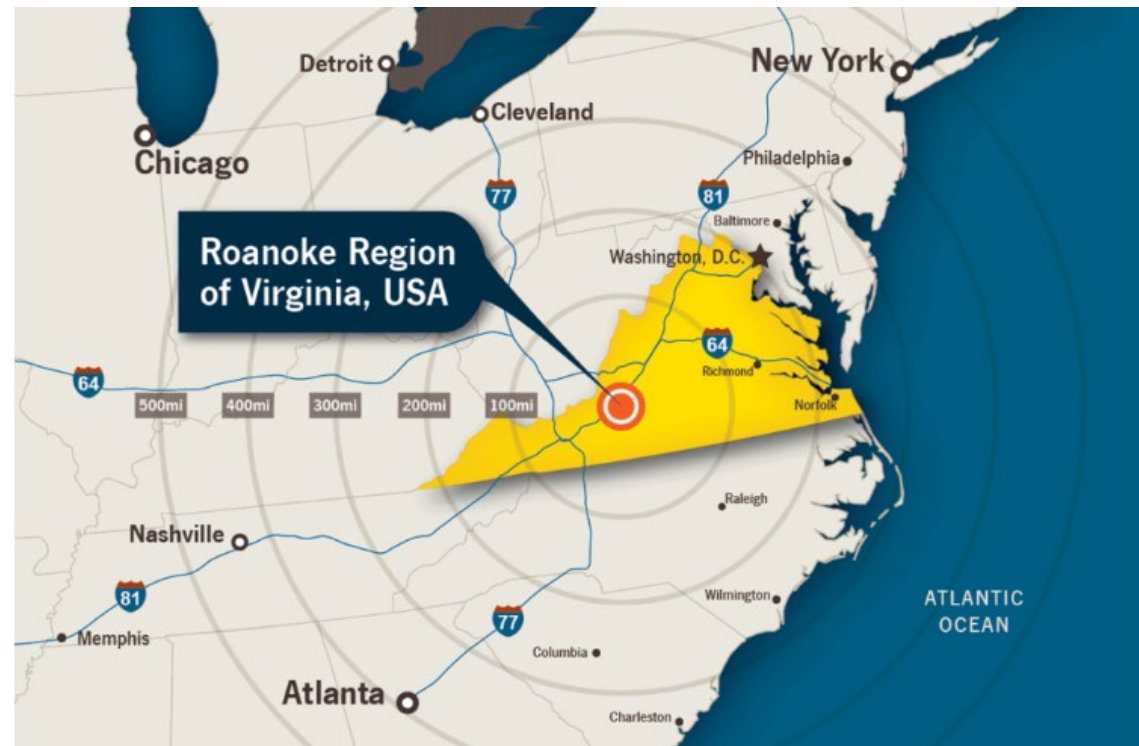 Detroit
New York
Cleveland
Chicago
Philadelphia
77
81
Baltimore
Roanoke Region
of Virginia, USA
Washington, D.C.
64
Richmond
64
500mi
400mi
300mi
200mi
100mi
Norfolk
Raleigh
Nashville
81
Wilmington
ATLANTIC
OCEAN
77
Memphis
Columbia
Atlanta
Charleston